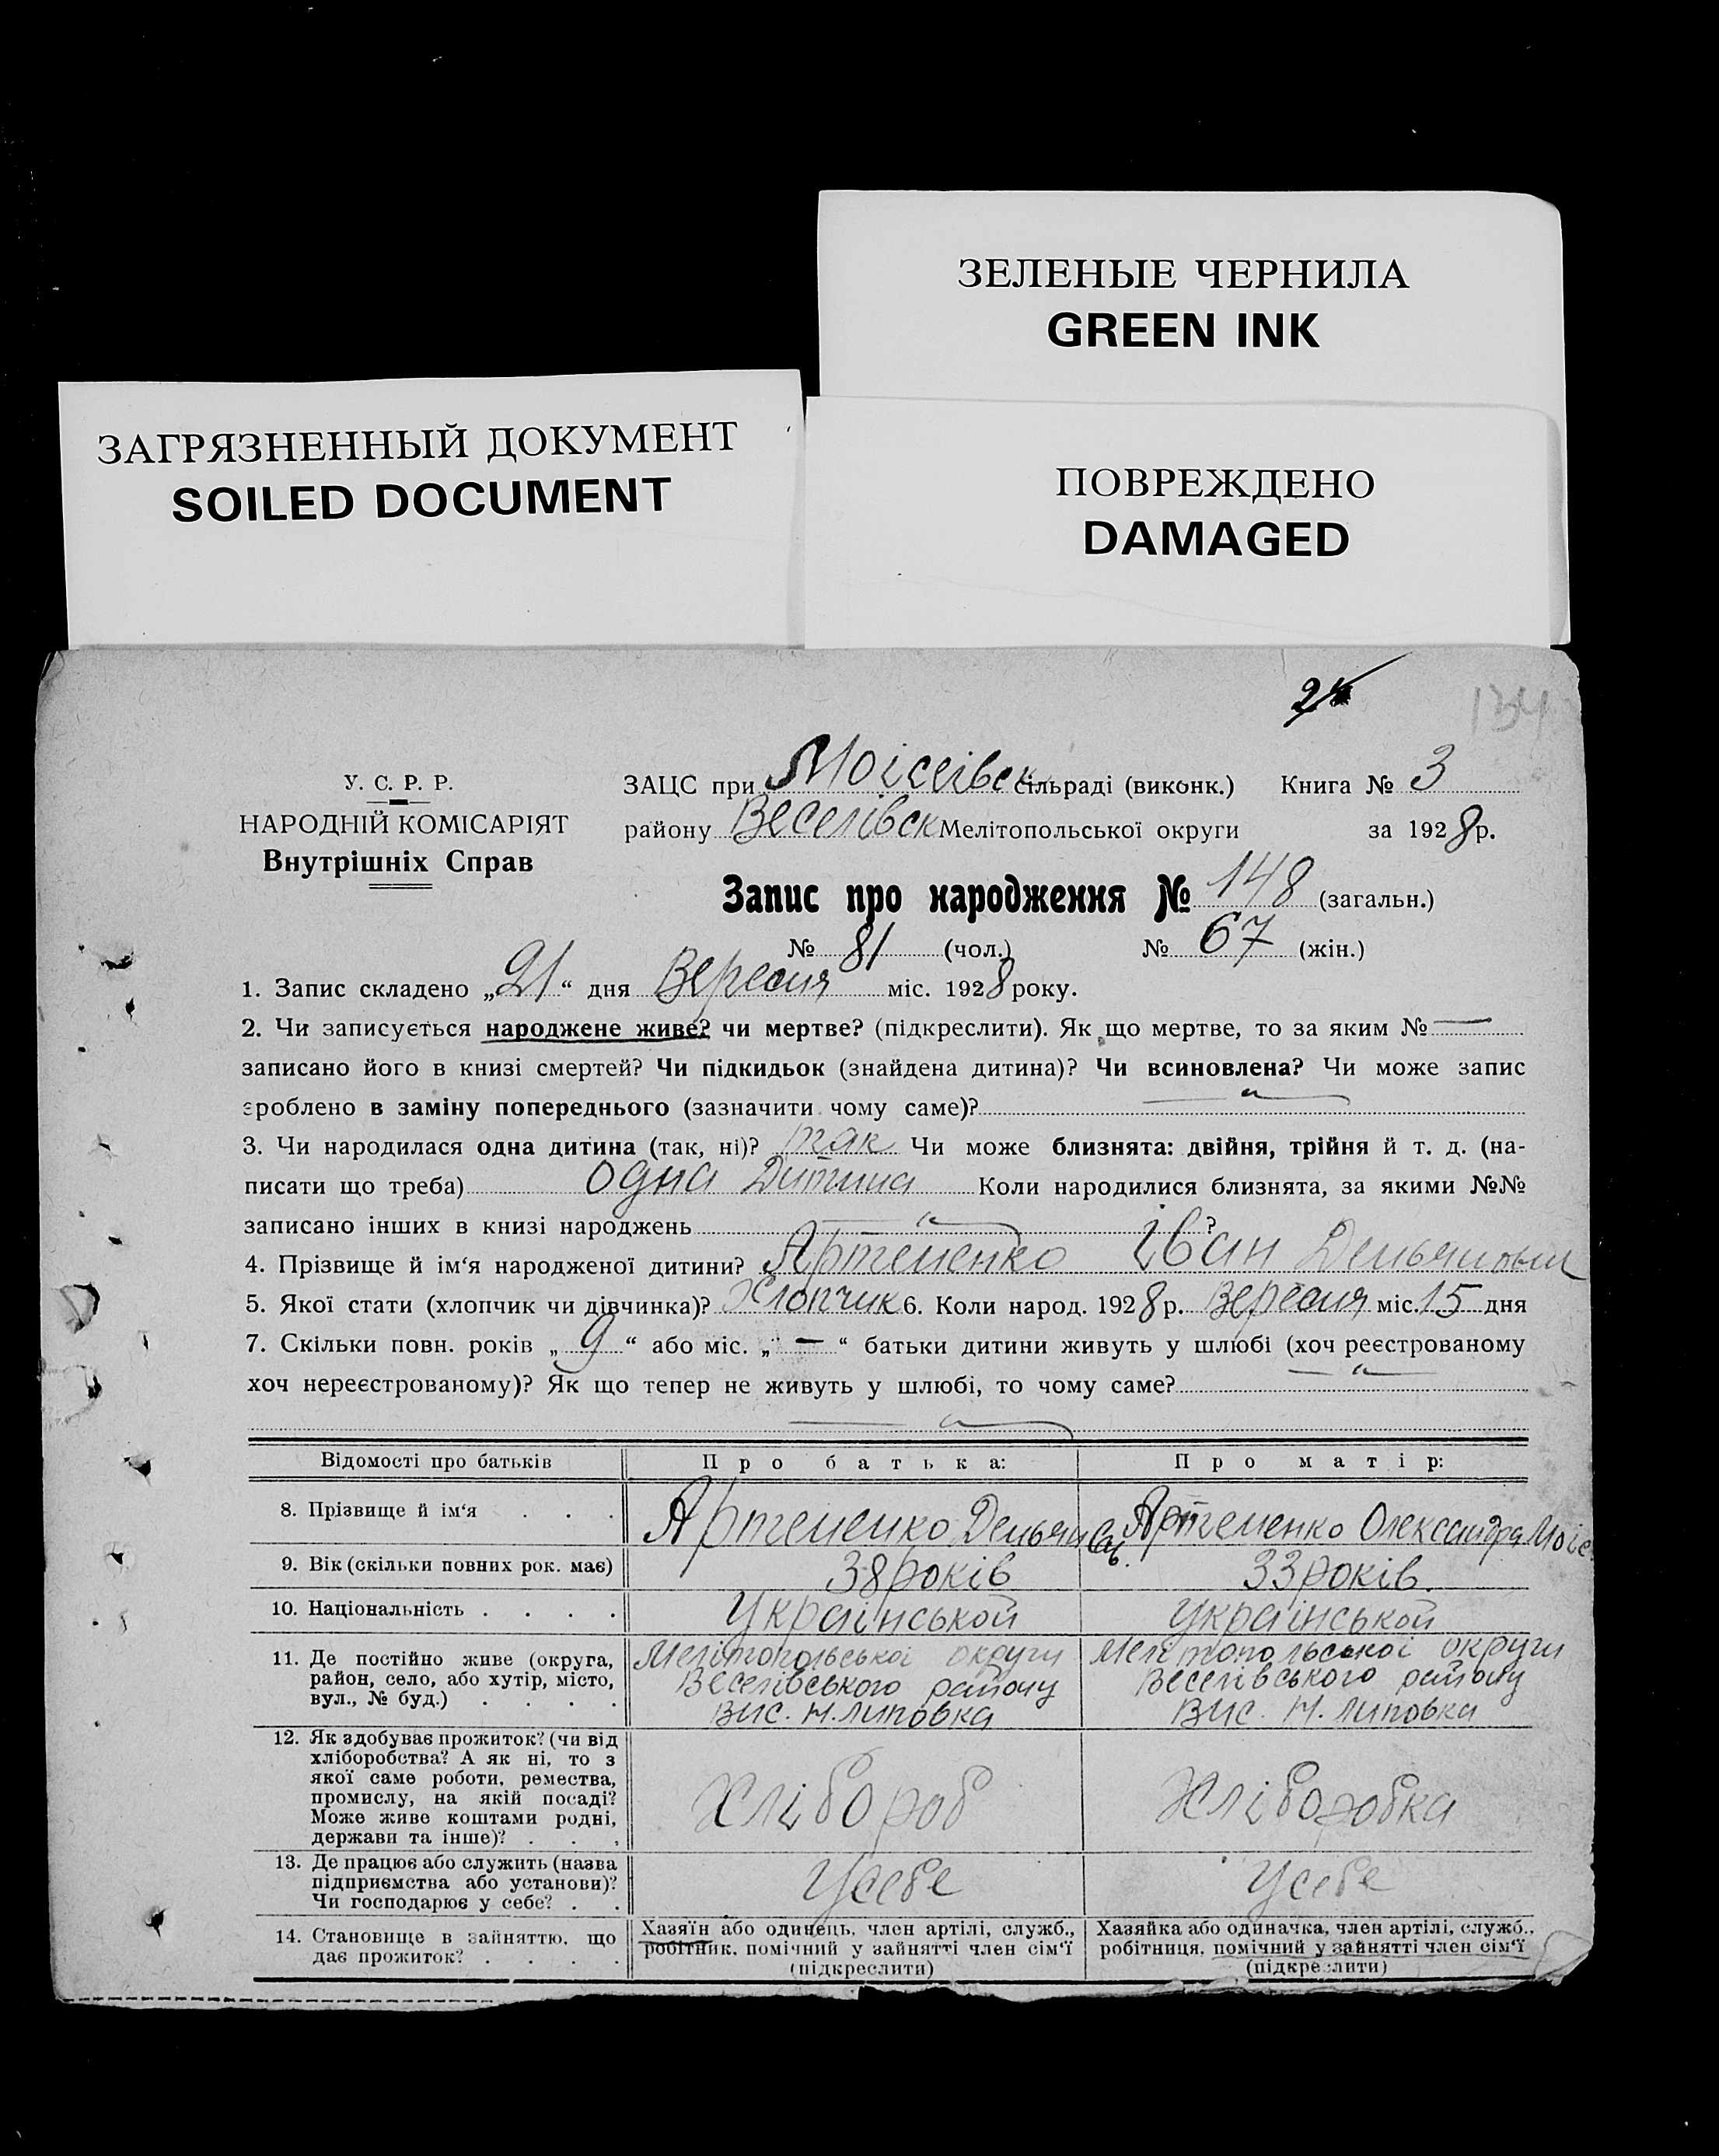 ЗЕЛЕНЫЕ ЧЕРНИЛА
GREEN INK
ЗАГРЯЗНЕННЫЙ ДОКУМЕНТ
SOILED DOCUMENT
ПОВРЕЖДЕНО
DAMAGED
134
У. С. Р. Р.
НАРОДНІЙ КОМІСАРІЯТ
Внутрішніх Справ
ЗАЦС при Моісеївск сільраді (виконк.) Книга № 3
району Веселівск Мелітопольської округи за 1928 р.
Запис про народження № 148 (загальн.)
№ 81 (чол.) № 67 (жін.)
1. Запис складено „21“ дня Вересня міс. 1928 року.
2. Чи записується народжене живе? чи мертве? (підкреслити). Як що мертве, то за яким № —
записано його в книзі смертей? Чи підкидьок (знайдена дитина)? Чи всиновлена? Чи може запис
зроблено в заміну попереднього (зазначити чому саме)?
3. Чи народилася одна дитина (так, ні)? так Чи може близнята: двійня, трійня й т. д. (на-
писати що треба) одна Дитина Коли народилися близнята, за якими №№
записано інших в книзі народжень ?
4. Прізвище й ім‘я народженої дитини? Артеменко Іван Демьянович
5. Якої стати (хлопчик чи дівчинка)? Хлопчик 6. Коли народ. 1928 р. Вересня міс. 15 дня
7. Скільки повн. років „9“ або міс. „—“ батьки дитини живуть у шлюбі (хоч реєстрованому
хоч нереєстрованому)? Як що тепер не живуть у шлюбі, то чому саме?
Відомості про батьків Про батька: Про матір:
8. Прізвище й ім‘я . . . Артеменко Демьян Артеменко Олександра Моісе
9. Вік (скільки повних рок. має) 38 років 33 років.
10. Національність . . . . Українськой Українськой
11. Де постійно живе (округа,
район, село, або хутір, місто,
вул., № буд.) . . . .
Мелітопольської округи
Веселівського району
Вис. Н. Липовка
Мелітопольської округи
Веселівського району
Вис. Н. Липовка
12. Як здобуває прожиток? (чи від
хліборобства? А як ні, то з
якої саме роботи, ремества,
промислу, на якій посаді?
Може живе коштами родні,
держави та інше)? . . .
Хлібороб Хліборобка
13. Де працює або служить (назва
підприємства або установи)?
Чи господарює у себе? . .
Усебе Усебе
14. Становище в зайняттю, що
дає прожиток? . . . .
Хазяїн або одинець, член артілі, служб.,
робітник, помічний у зайнятті член сім‘ї
(підкреслити)
Хазяйка або одиначка, член артілі, служб.,
робітниця, помічний у зайнятті член сім‘ї
(підкреслити)